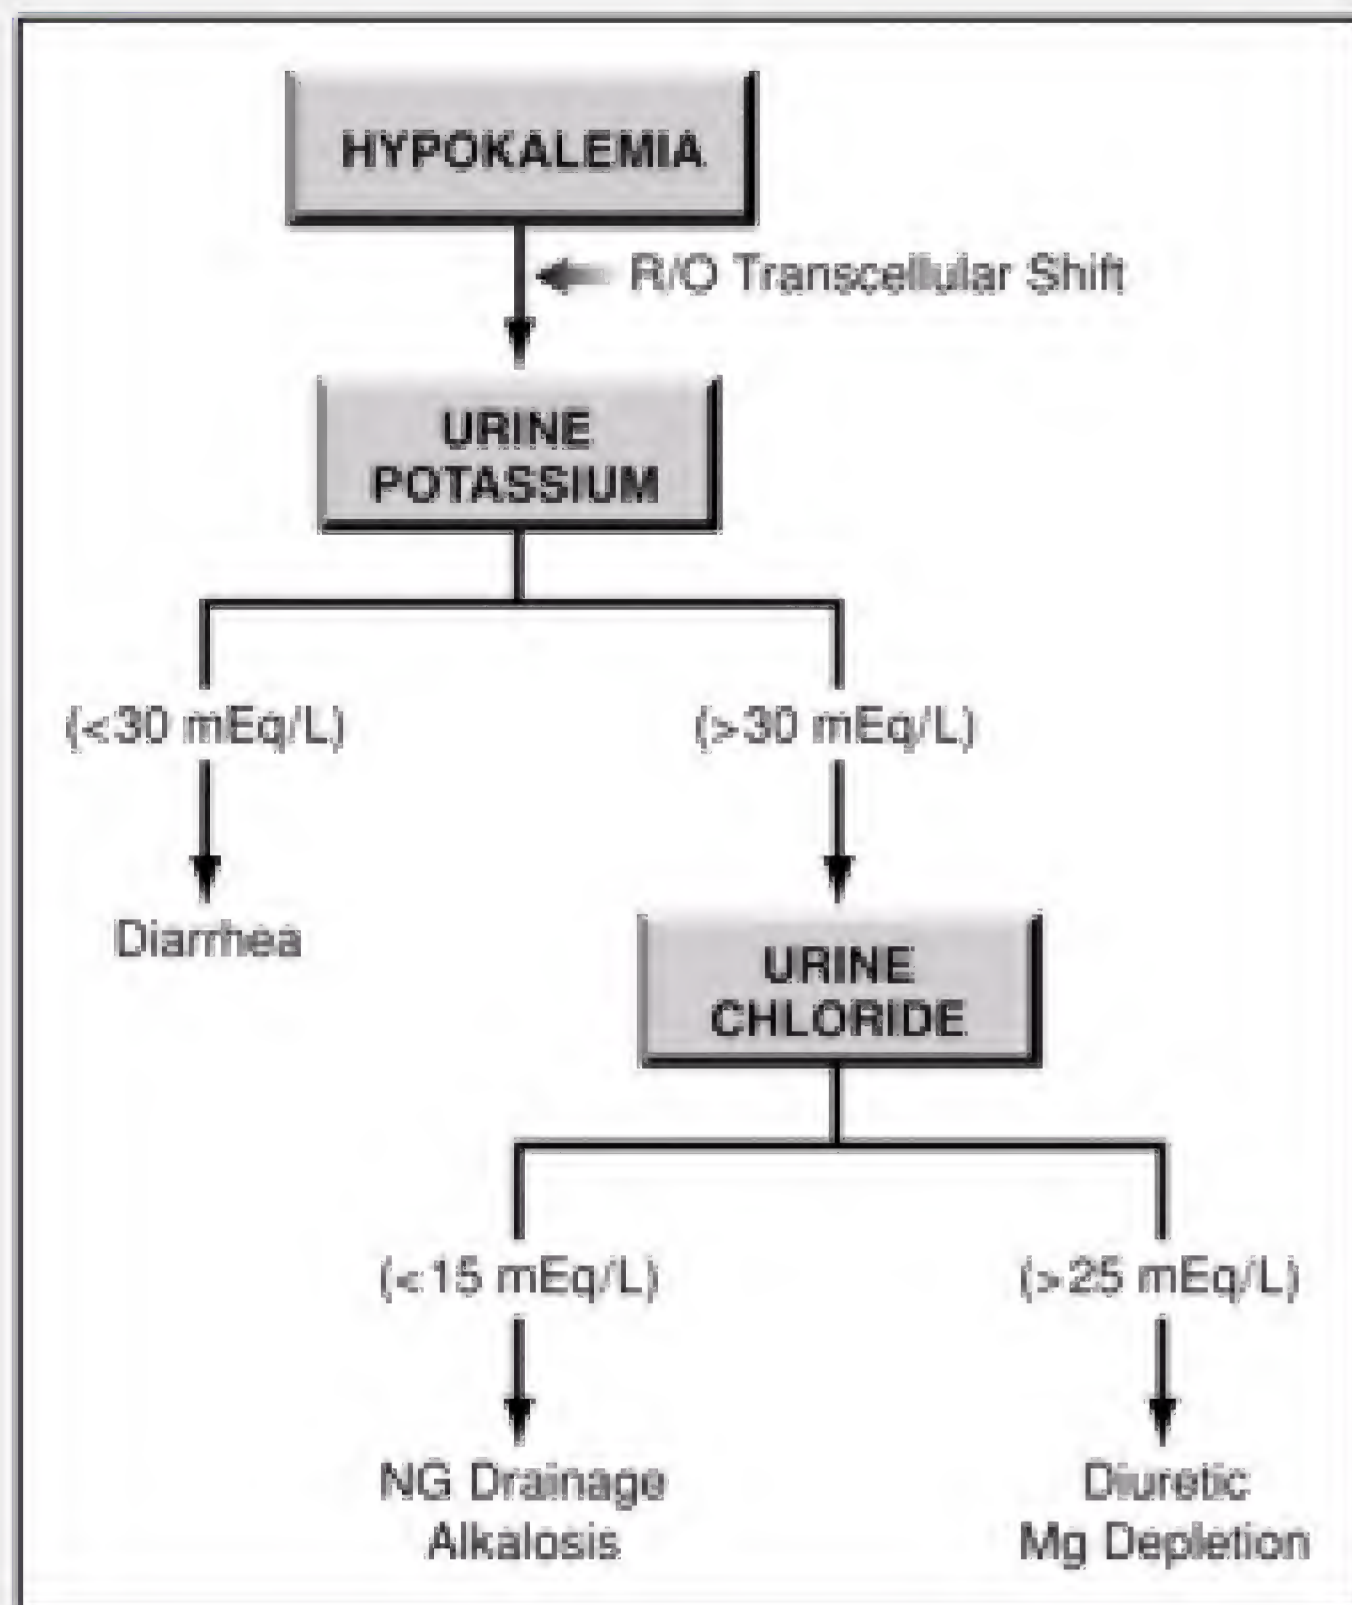 HYPOKALEMIA
R/O Transcellular Shift
URINE
POTASSIUM
(<30 mEq/L)
(>30 mEq/L)
Diarrhea
URINE
CHLORIDE
(<15 mEq/L)
(>25 mEq/L)
NG Drainage
Alkalosis
Diuretic
Mg Depletion